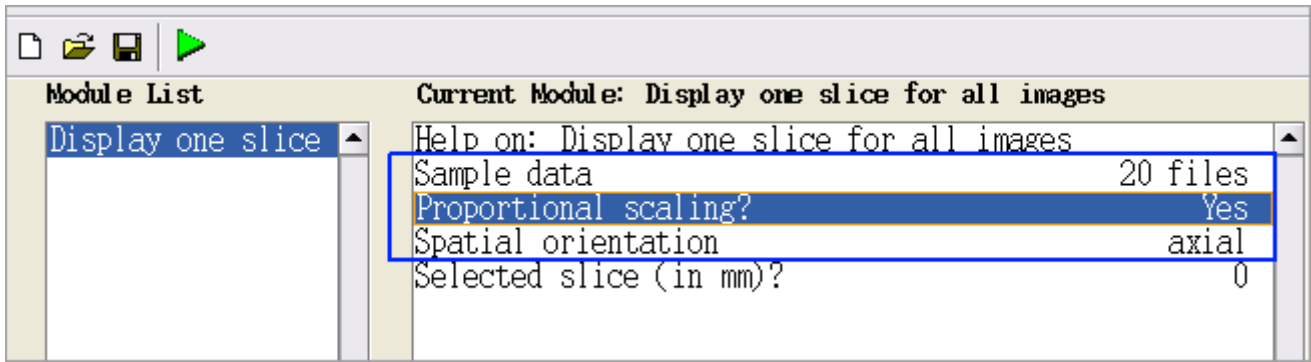 Module List
Current Module: Display one slice for all images
Display one slice
Help on: Display one slice for all images
Sample data 20 files
Proportional scaling? Yes
Spatial orientation axial
Selected slice (in mm)? 0